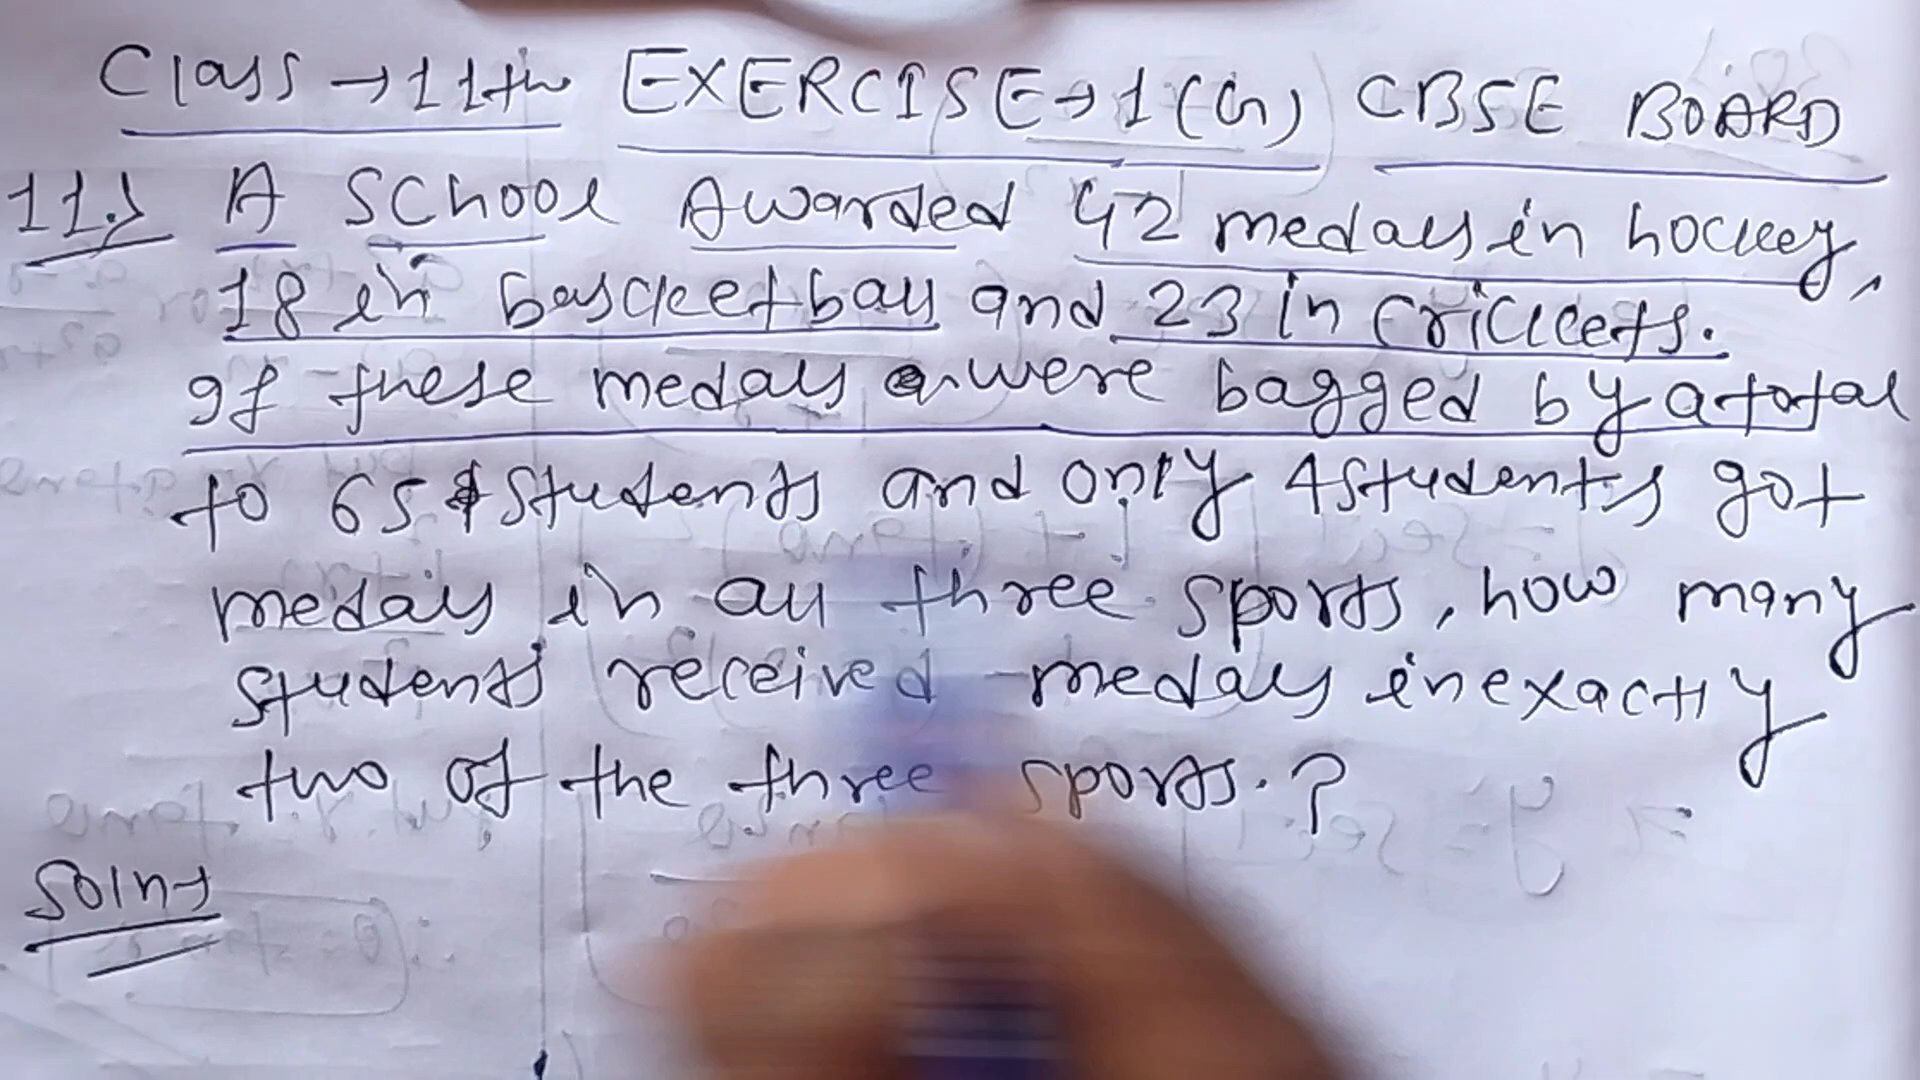 Class → 11th EXERCISE → 1(G) CBSE BOARD
11.} A School Awarded 42 medals in hockey,
18 in bascketball and 23 in Crickets.
If these medals were bagged by a total
to 65 students and only 4 students got
medals in all three sports, how many
students received medals in exactly
two of the three sports.?
Soln→